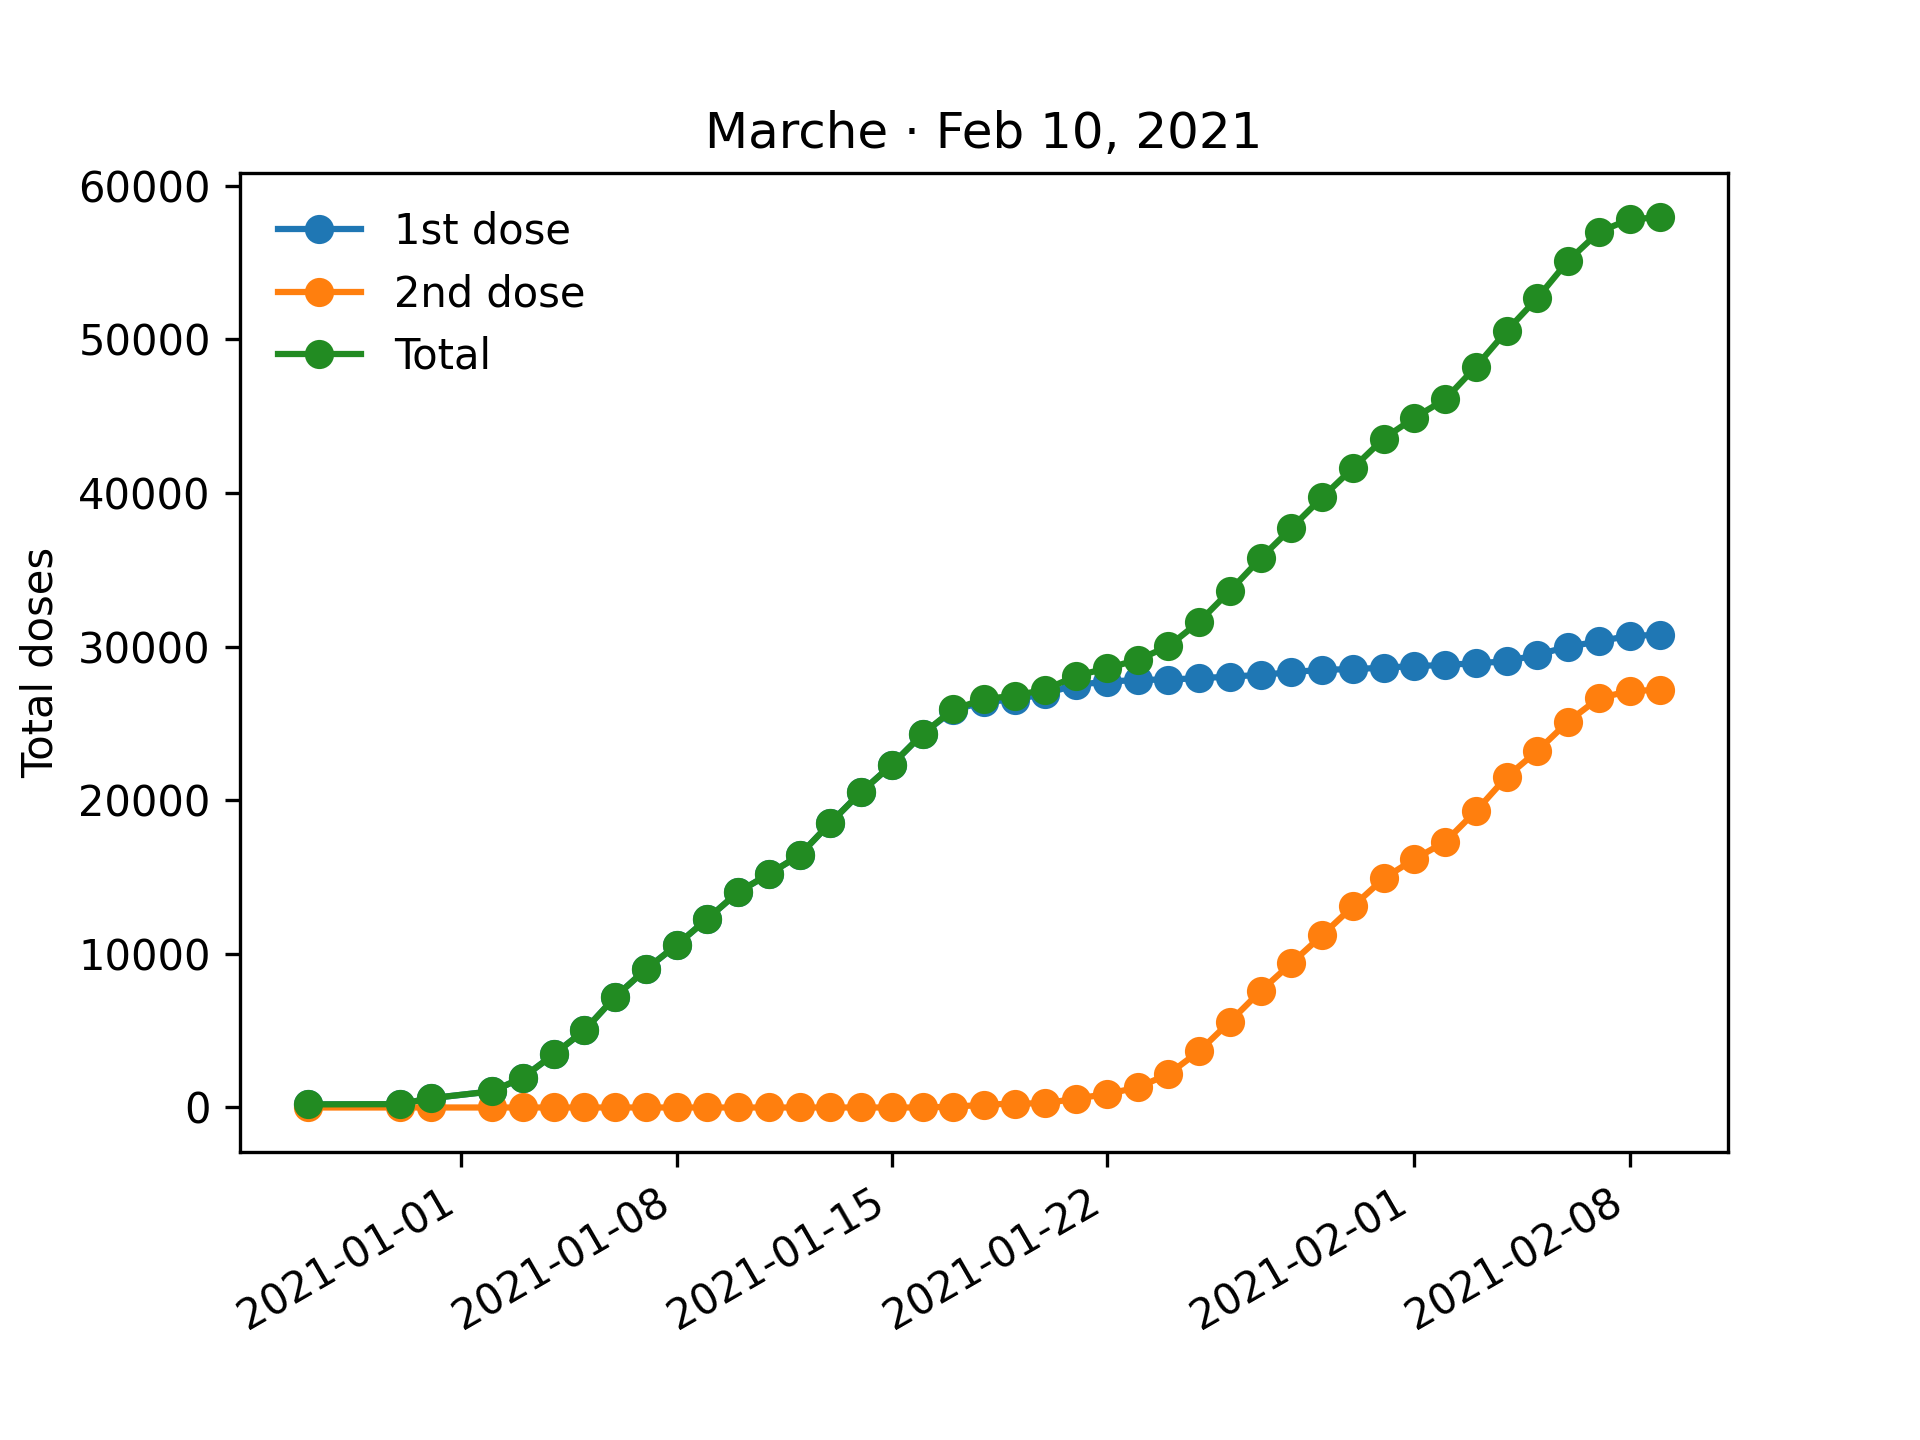 Marche · Feb 10, 2021
60000
50000
40000
30000
20000
10000
0
Total doses
1st dose
2nd dose
Total
2021-01-01
2021-01-08
2021-01-15
2021-01-22
2021-02-01
2021-02-08